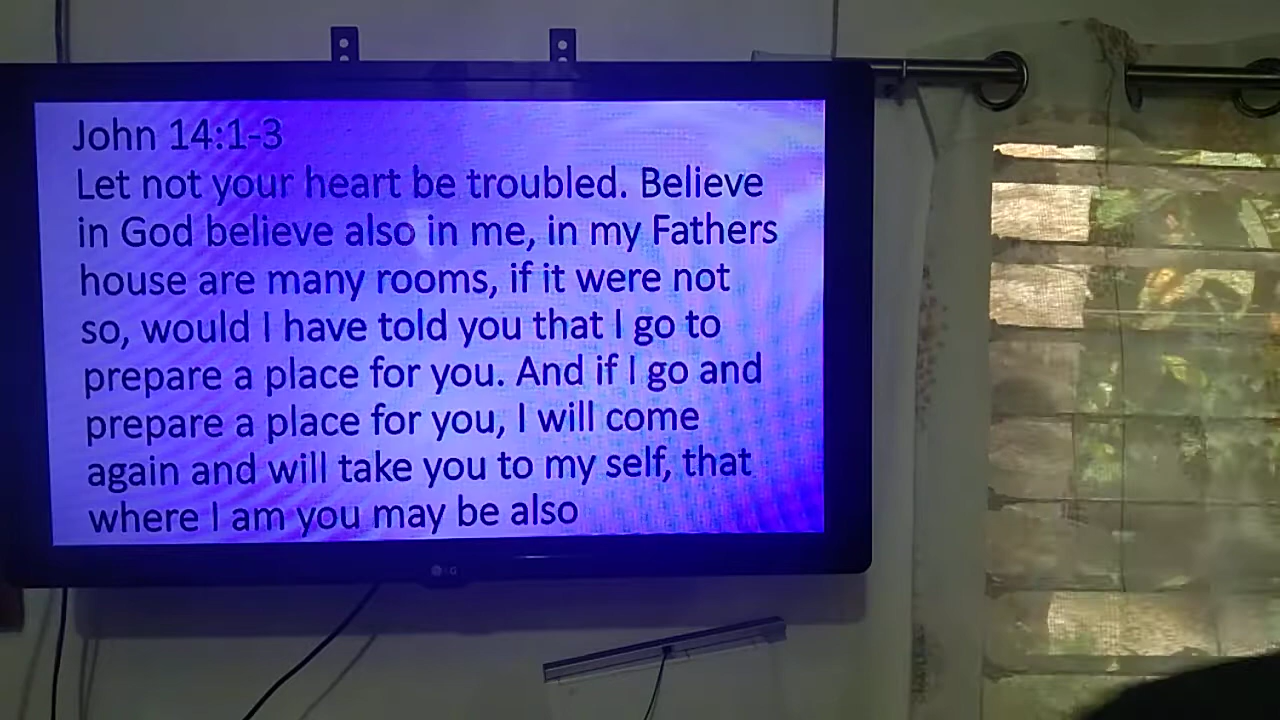 John 14:1-3
Let not your heart be troubled. Believe
in God believe also in me, in my Fathers
house are many rooms, if it were not
so, would I have told you that I go to
prepare a place for you. And if I go and
prepare a place for you, I will come
again and will take you to my self, that
where I am you may be also
LG